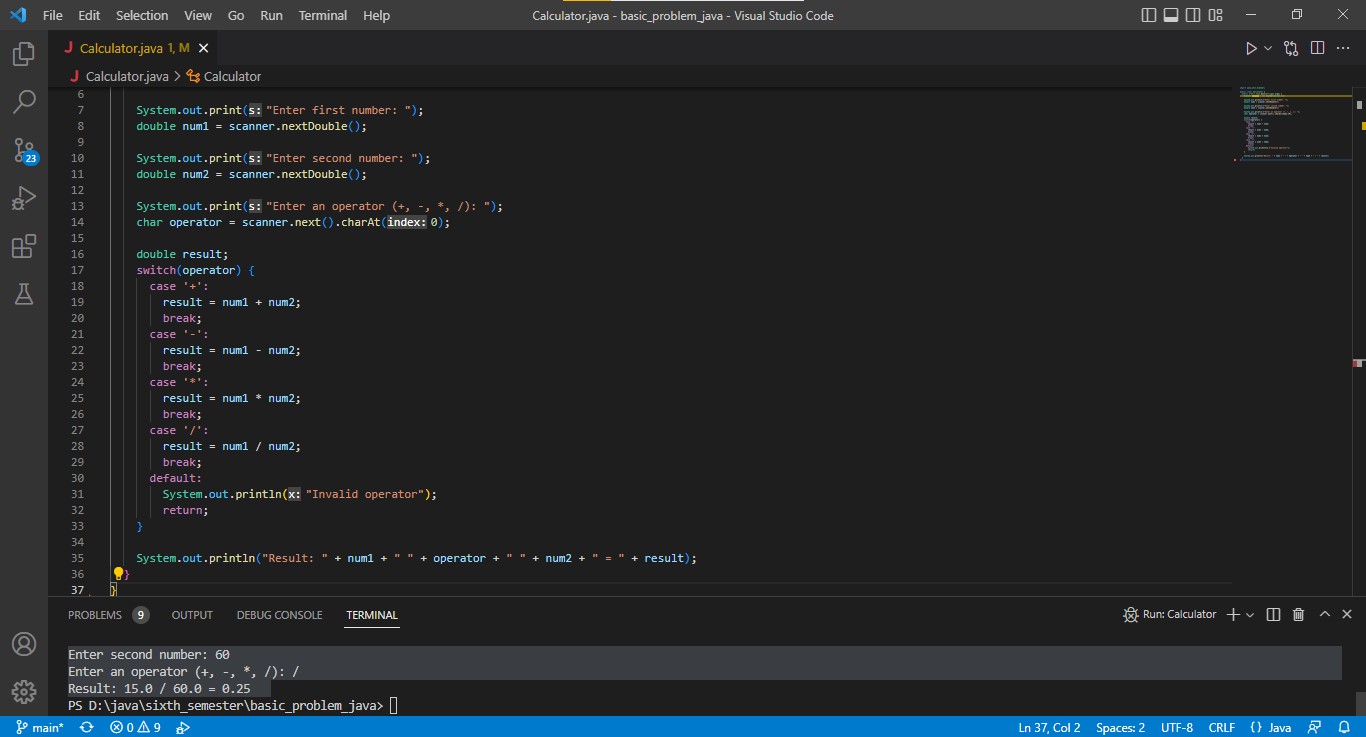 File Edit Selection View Go Run Terminal Help Calculator.java - basic_problem_java - Visual Studio Code
J Calculator.java 1, M
J Calculator.java > Calculator
6
7 System.out.print(s: "Enter first number: ");
8 double num1 = scanner.nextDouble();
9
10 System.out.print(s: "Enter second number: ");
11 double num2 = scanner.nextDouble();
12
13 System.out.print(s: "Enter an operator (+, -, *, /): ");
14 char operator = scanner.next().charAt(index: 0);
15
16 double result;
17 switch(operator) {
18 case '+':
19 result = num1 + num2;
20 break;
21 case '-':
22 result = num1 - num2;
23 break;
24 case '*':
25 result = num1 * num2;
26 break;
27 case '/':
28 result = num1 / num2;
29 break;
30 default:
31 System.out.println(x: "Invalid operator");
32 return;
33 }
34
35 System.out.println("Result: " + num1 + " " + operator + " " + num2 + " = " + result);
36 }
37 }
23
PROBLEMS 9 OUTPUT DEBUG CONSOLE TERMINAL Run: Calculator
Enter second number: 60
Enter an operator (+, -, *, /): /
Result: 15.0 / 60.0 = 0.25
PS D:\java\sixth_semester\basic_problem_java>
main* 0 9 Ln 37, Col 2 Spaces: 2 UTF-8 CRLF {} Java